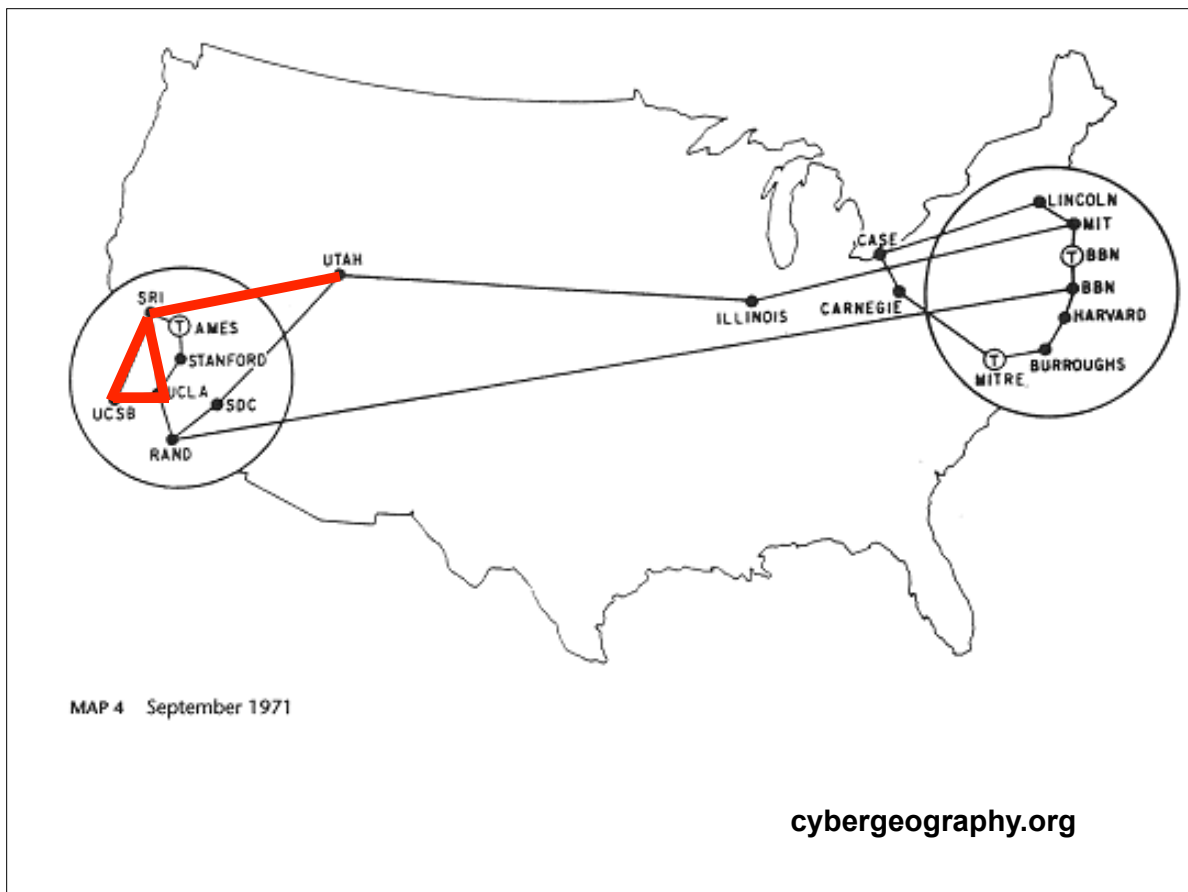 LINCOLN
MIT
CASE
T BBN
UTAH
BBN
SRI
ILLINOIS
CARNEGIE
HARVARD
T AMES
STANFORD
T
BURROUGHS
MITRE
UCLA
UCSB
SDC
RAND
MAP 4 September 1971
cybergeography.org